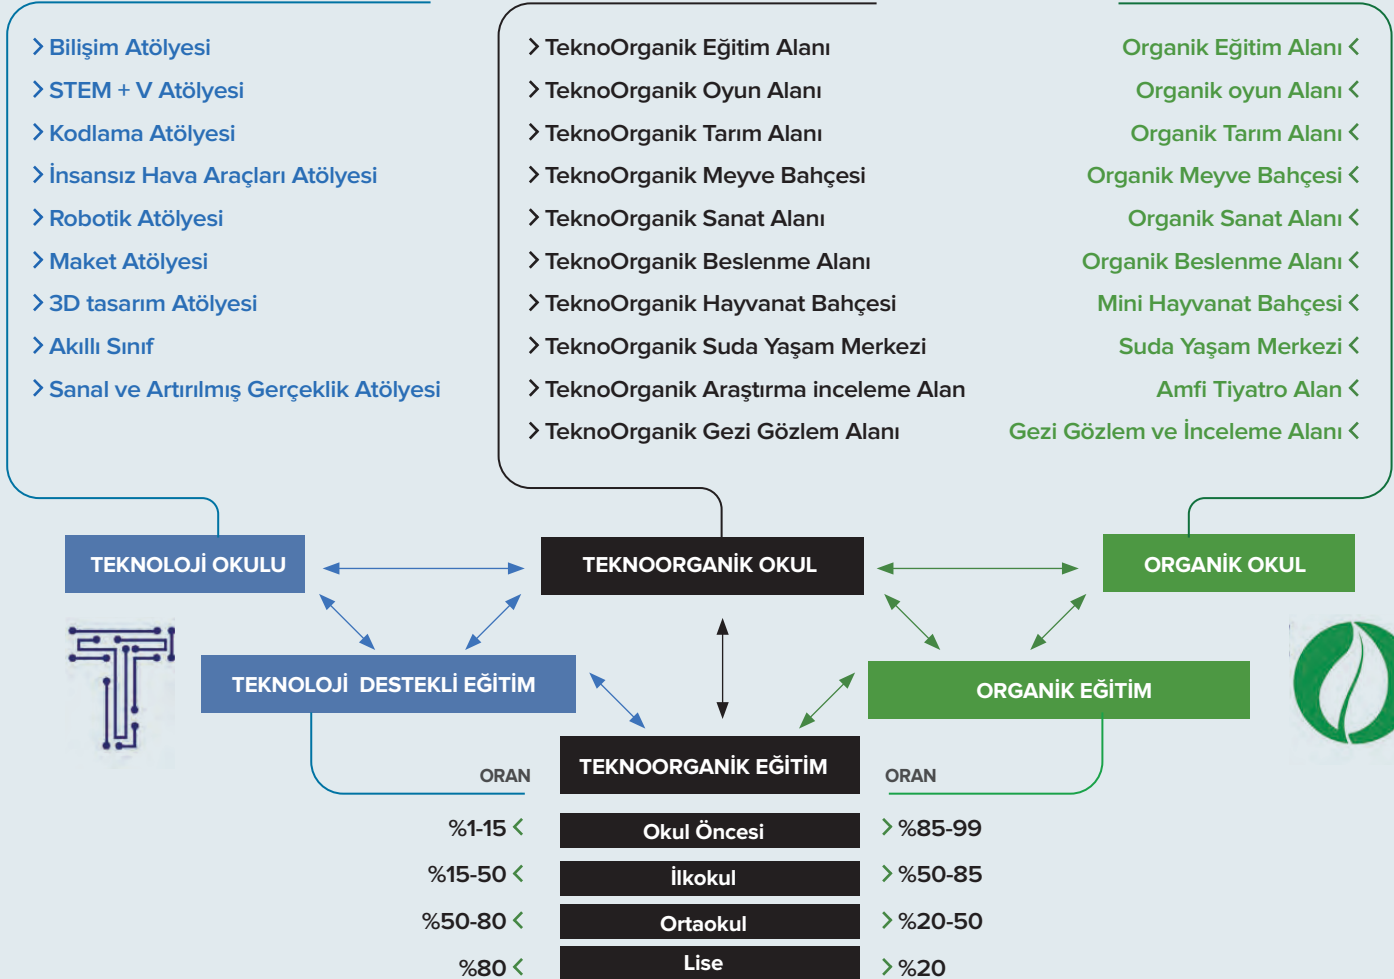 > Bilişim Atölyesi
> STEM + V Atölyesi
> Kodlama Atölyesi
> İnsansız Hava Araçları Atölyesi
> Robotik Atölyesi
> Maket Atölyesi
> 3D tasarım Atölyesi
> Akıllı Sınıf
> Sanal ve Artırılmış Gerçeklik Atölyesi
> TeknoOrganik Eğitim Alanı
> TeknoOrganik Oyun Alanı
> TeknoOrganik Tarım Alanı
> TeknoOrganik Meyve Bahçesi
> TeknoOrganik Sanat Alanı
> TeknoOrganik Beslenme Alanı
> TeknoOrganik Hayvanat Bahçesi
> TeknoOrganik Suda Yaşam Merkezi
> TeknoOrganik Araştırma inceleme Alan
> TeknoOrganik Gezi Gözlem Alanı
Organik Eğitim Alanı <
Organik oyun Alanı <
Organik Tarım Alanı <
Organik Meyve Bahçesi <
Organik Sanat Alanı <
Organik Beslenme Alanı <
Mini Hayvanat Bahçesi <
Suda Yaşam Merkezi <
Amfi Tiyatro Alan <
Gezi Gözlem ve İnceleme Alanı <
TEKNOLOJİ OKULU
TEKNOORGANİK OKUL
ORGANİK OKUL
TEKNOLOJİ DESTEKLİ EĞİTİM
ORGANİK EĞİTİM
TEKNOORGANİK EĞİTİM
ORAN
ORAN
%1-15 < Okul Öncesi > %85-99
%15-50 < İlkokul > %50-85
%50-80 < Ortaokul > %20-50
%80 < Lise > %20